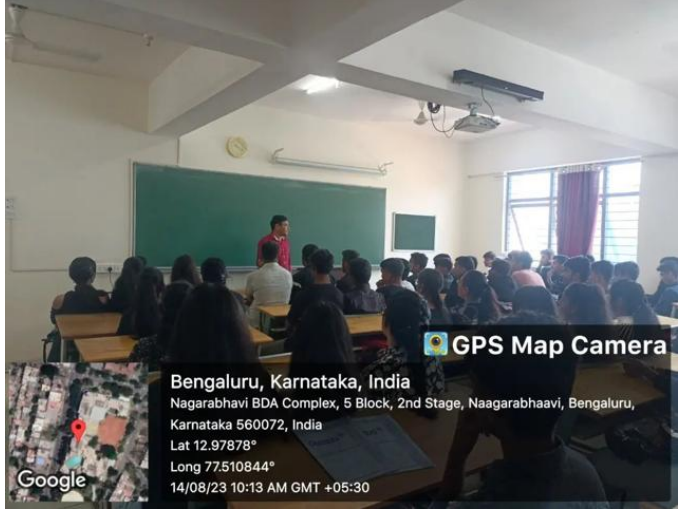 GPS Map Camera
Bengaluru, Karnataka, India
Nagarabhavi BDA Complex, 5 Block, 2nd Stage, Naagarabhaavi, Bengaluru,
Karnataka 560072, India
Lat 12.97878°
Long 77.510844°
14/08/23 10:13 AM GMT +05:30
Google